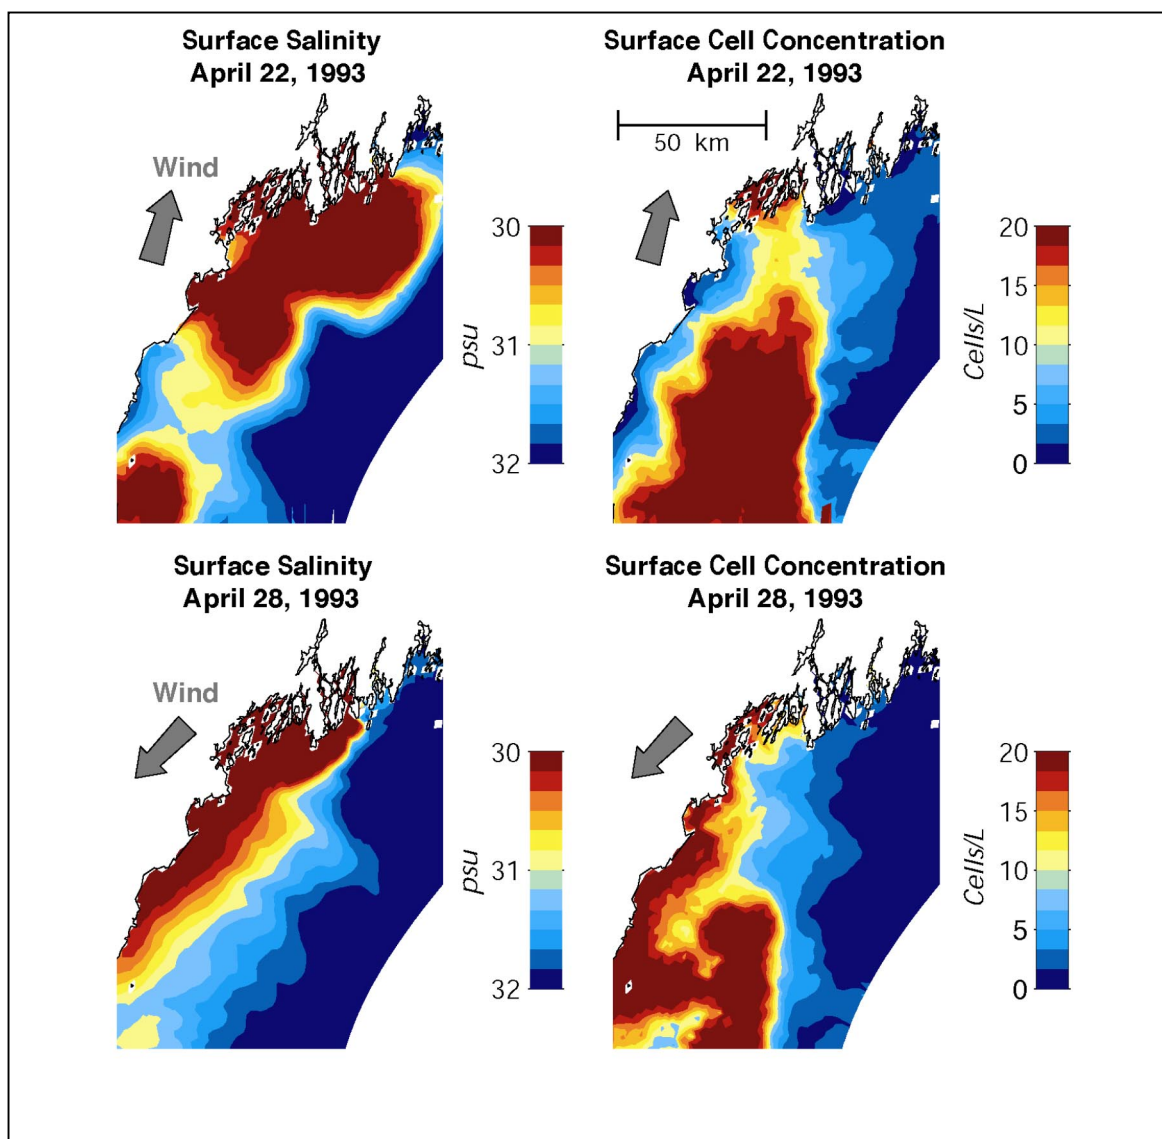 Surface Salinity
April 22, 1993
Surface Cell Concentration
April 22, 1993
Wind
50 km
30
31
32
psu
20
15
10
5
0
Cells/L
Surface Salinity
April 28, 1993
Surface Cell Concentration
April 28, 1993
Wind
30
31
32
psu
20
15
10
5
0
Cells/L